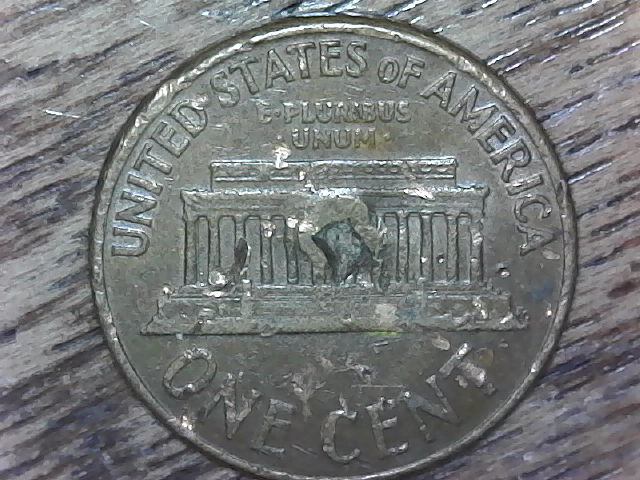 UNITED STATES OF AMERICA
E·PLURIBUS
UNUM·
ONE CENT